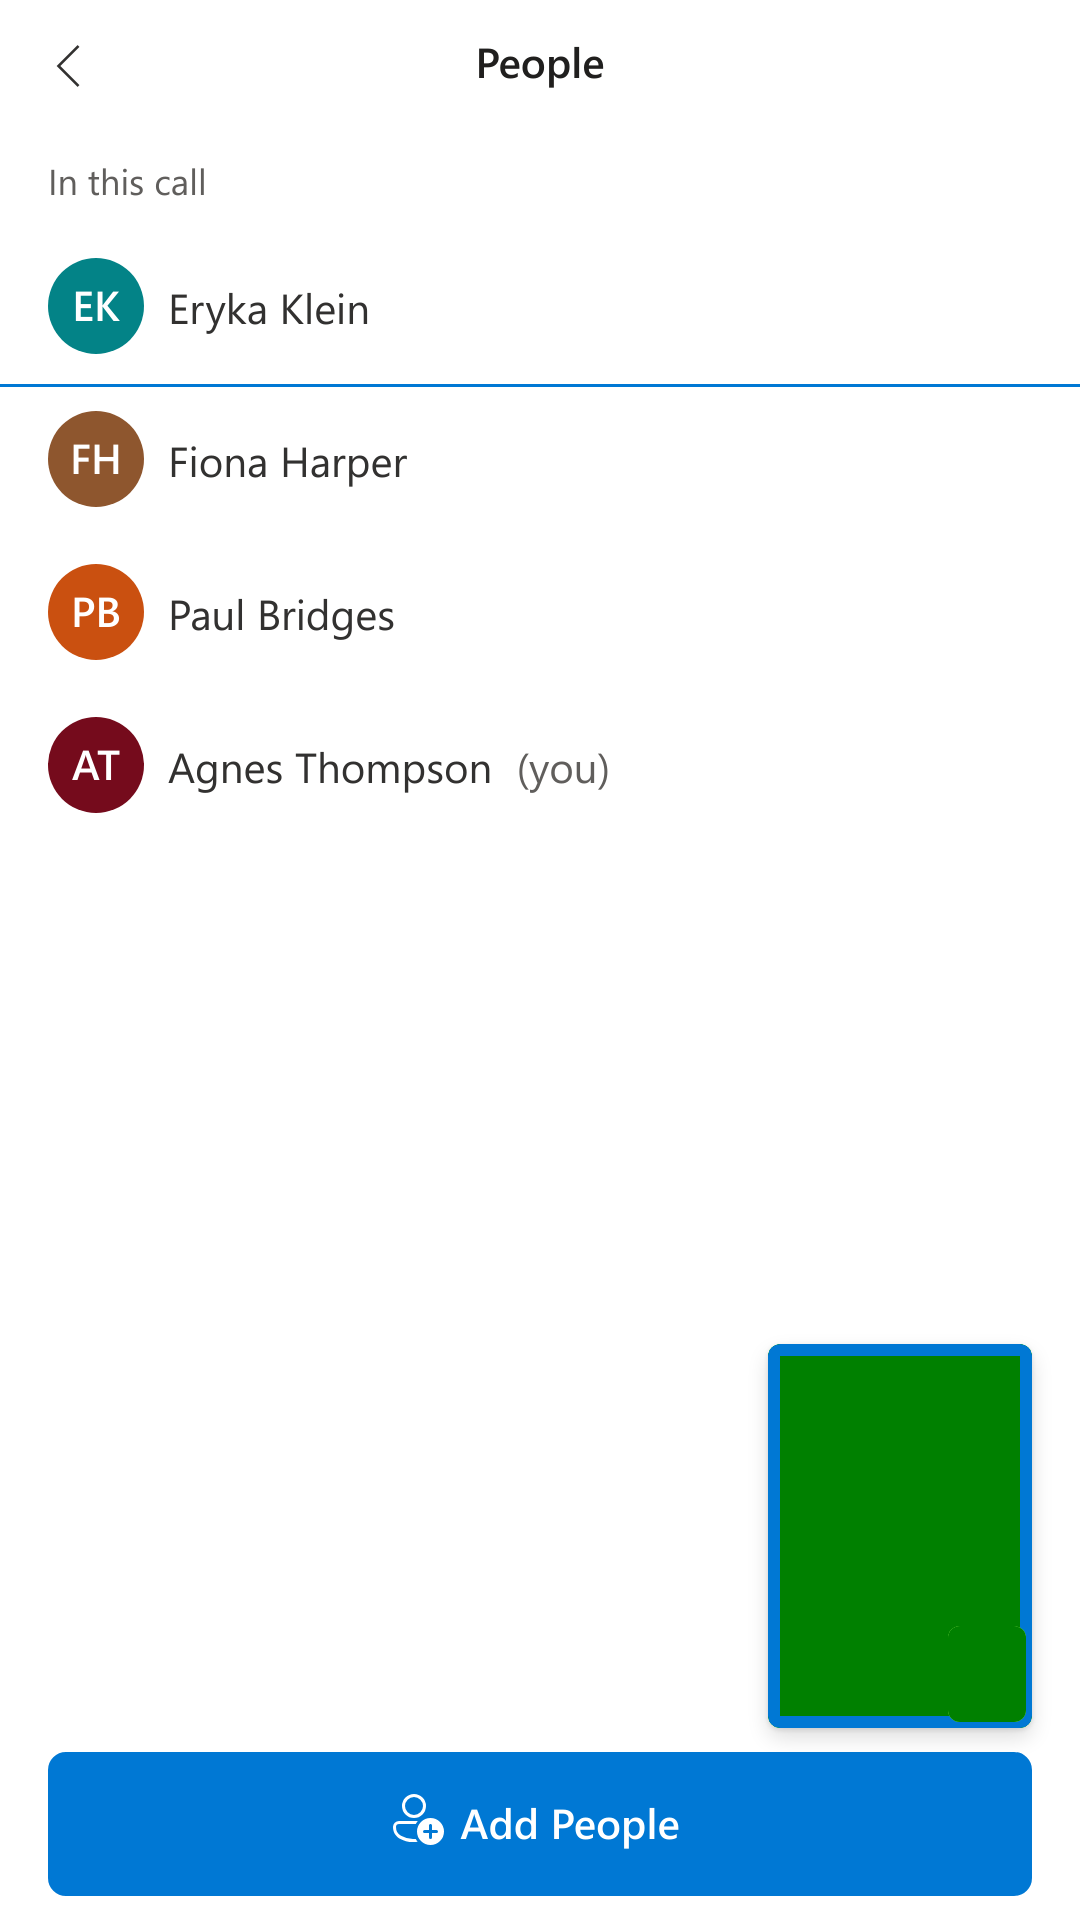 People
In this call
EK Eryka Klein
FH Fiona Harper
PB Paul Bridges
AT Agnes Thompson (you)
Add People